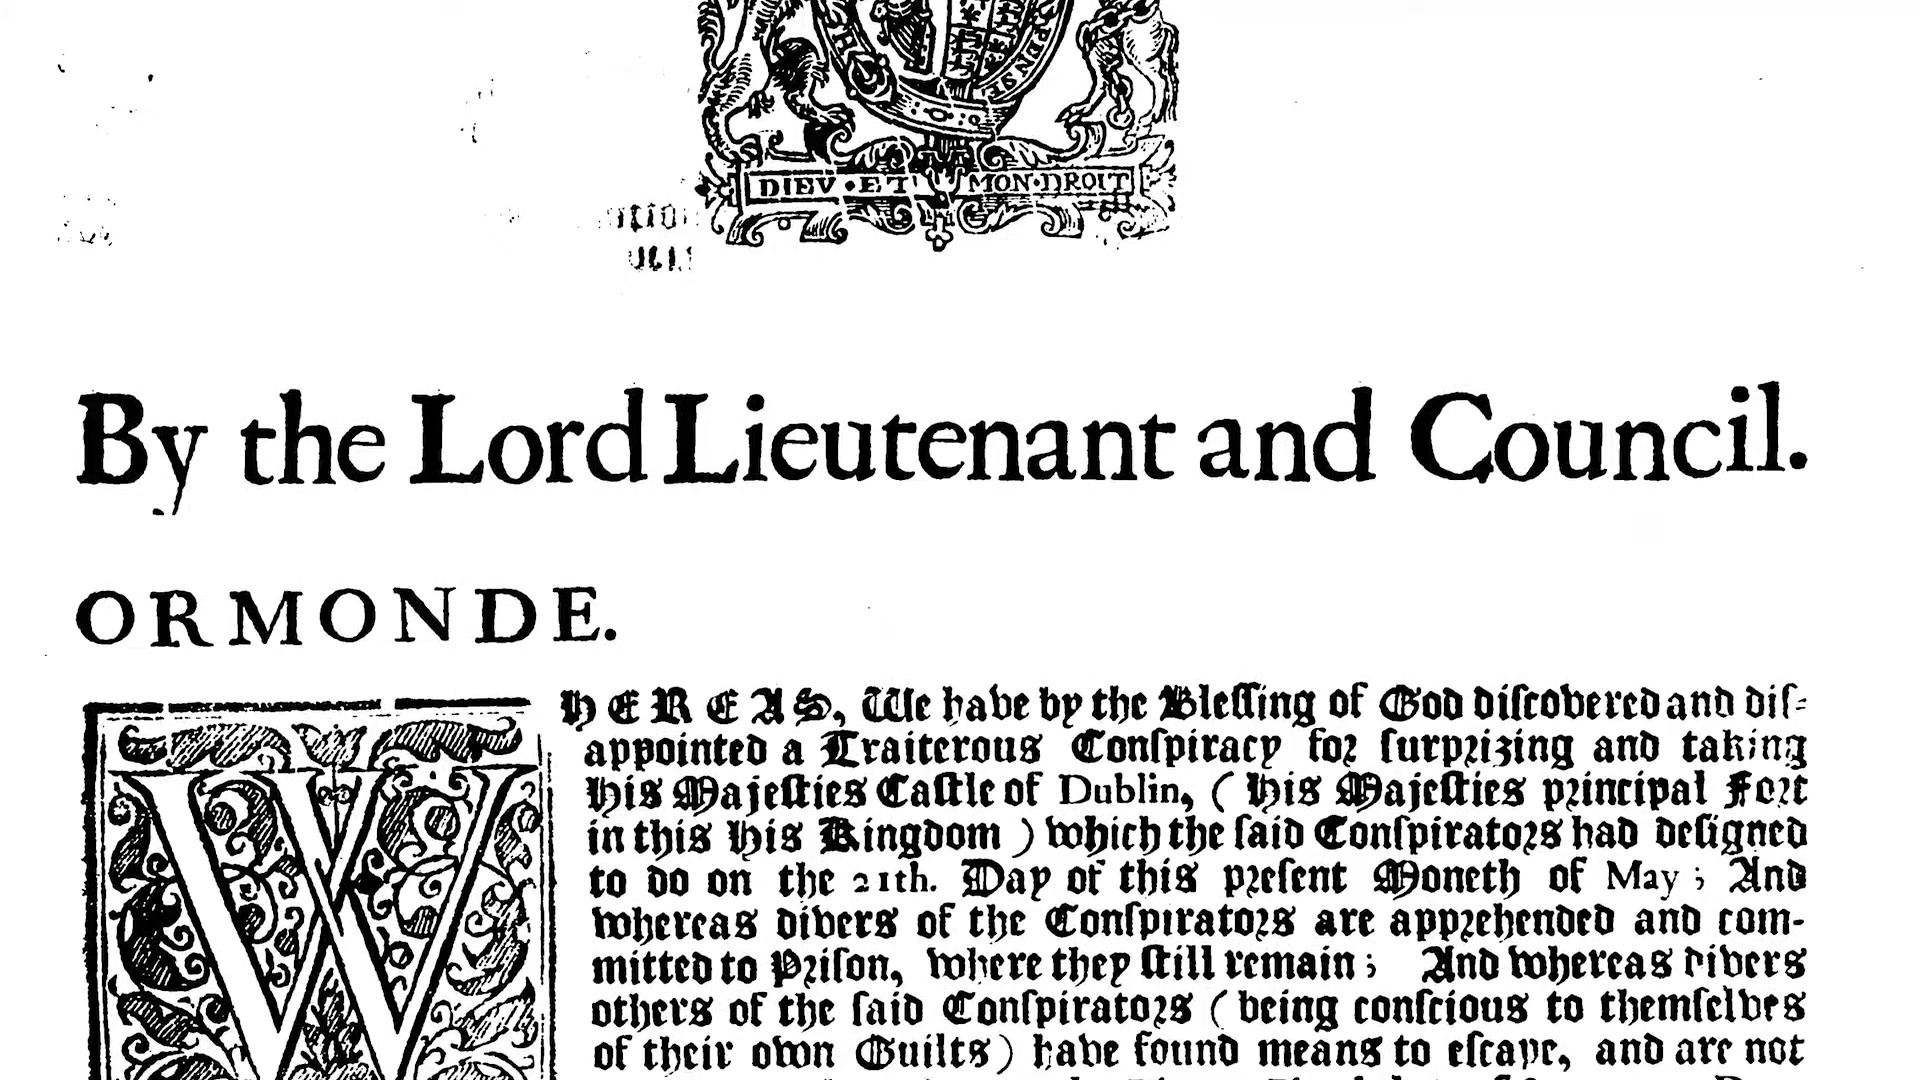 DIEV·ET MON·DROIT
By the Lord Lieutenant and Council.
ORMONDE.
WHEREAS, We have by the Bleſſing of God diſcovered and diſ-
appointed a Traiterous Conſpiracy for ſurprizing and taking
His Majeſties Caſtle of Dublin, (His Majeſties principal Fort
in this His Kingdom) which the ſaid Conſpirators had deſigned
to do on the 21th. Day of this preſent Moneth of May; And
whereas divers of the Conſpirators are apprehended and com-
mitted to Priſon, where they ſtill remain; And whereas divers
others of the ſaid Conſpirators (being conſcious to themſelves
of their own Guilts) have found means to eſcape, and are not